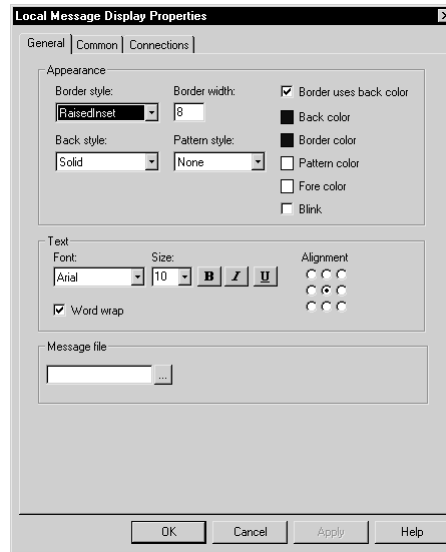 Local Message Display Properties
General Common Connections
Appearance
Border style: Border width: Border uses back color
RaisedInset 8
Back color
Border color
Back style: Pattern style:
Solid None
Pattern color
Fore color
Blink
Text
Font: Size: Alignment
Arial 10 B I U
Word wrap
Message file
...
OK Cancel Apply Help